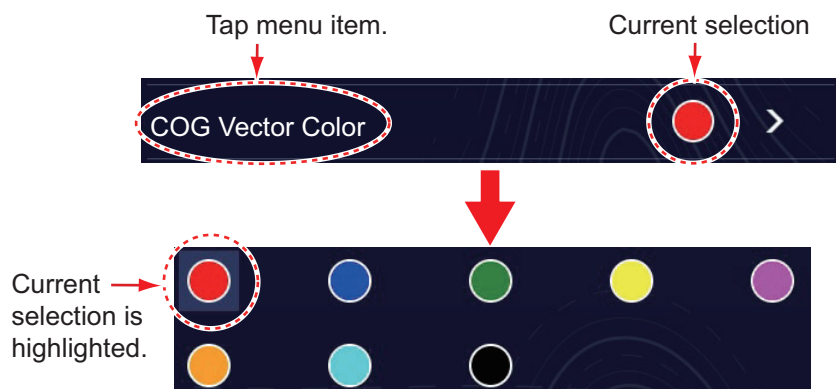 Tap menu item.
Current selection
COG Vector Color
Current
selection is
highlighted.